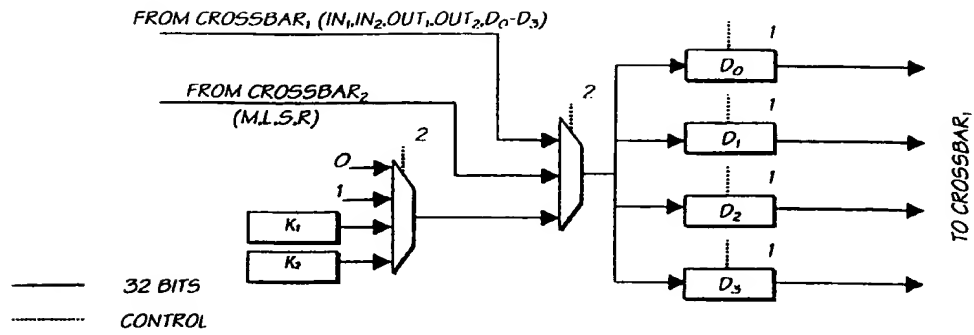 FROM CROSSBAR₁ (IN₁,IN₂,OUT₁,OUT₂,D₀-D₃)
1
D₀
FROM CROSSBAR₂
(M,L,S,R)
2
2
1
D₁
0
1
1
D₂
K₁
K₂
1
D₃
TO CROSSBAR₁
32 BITS
CONTROL